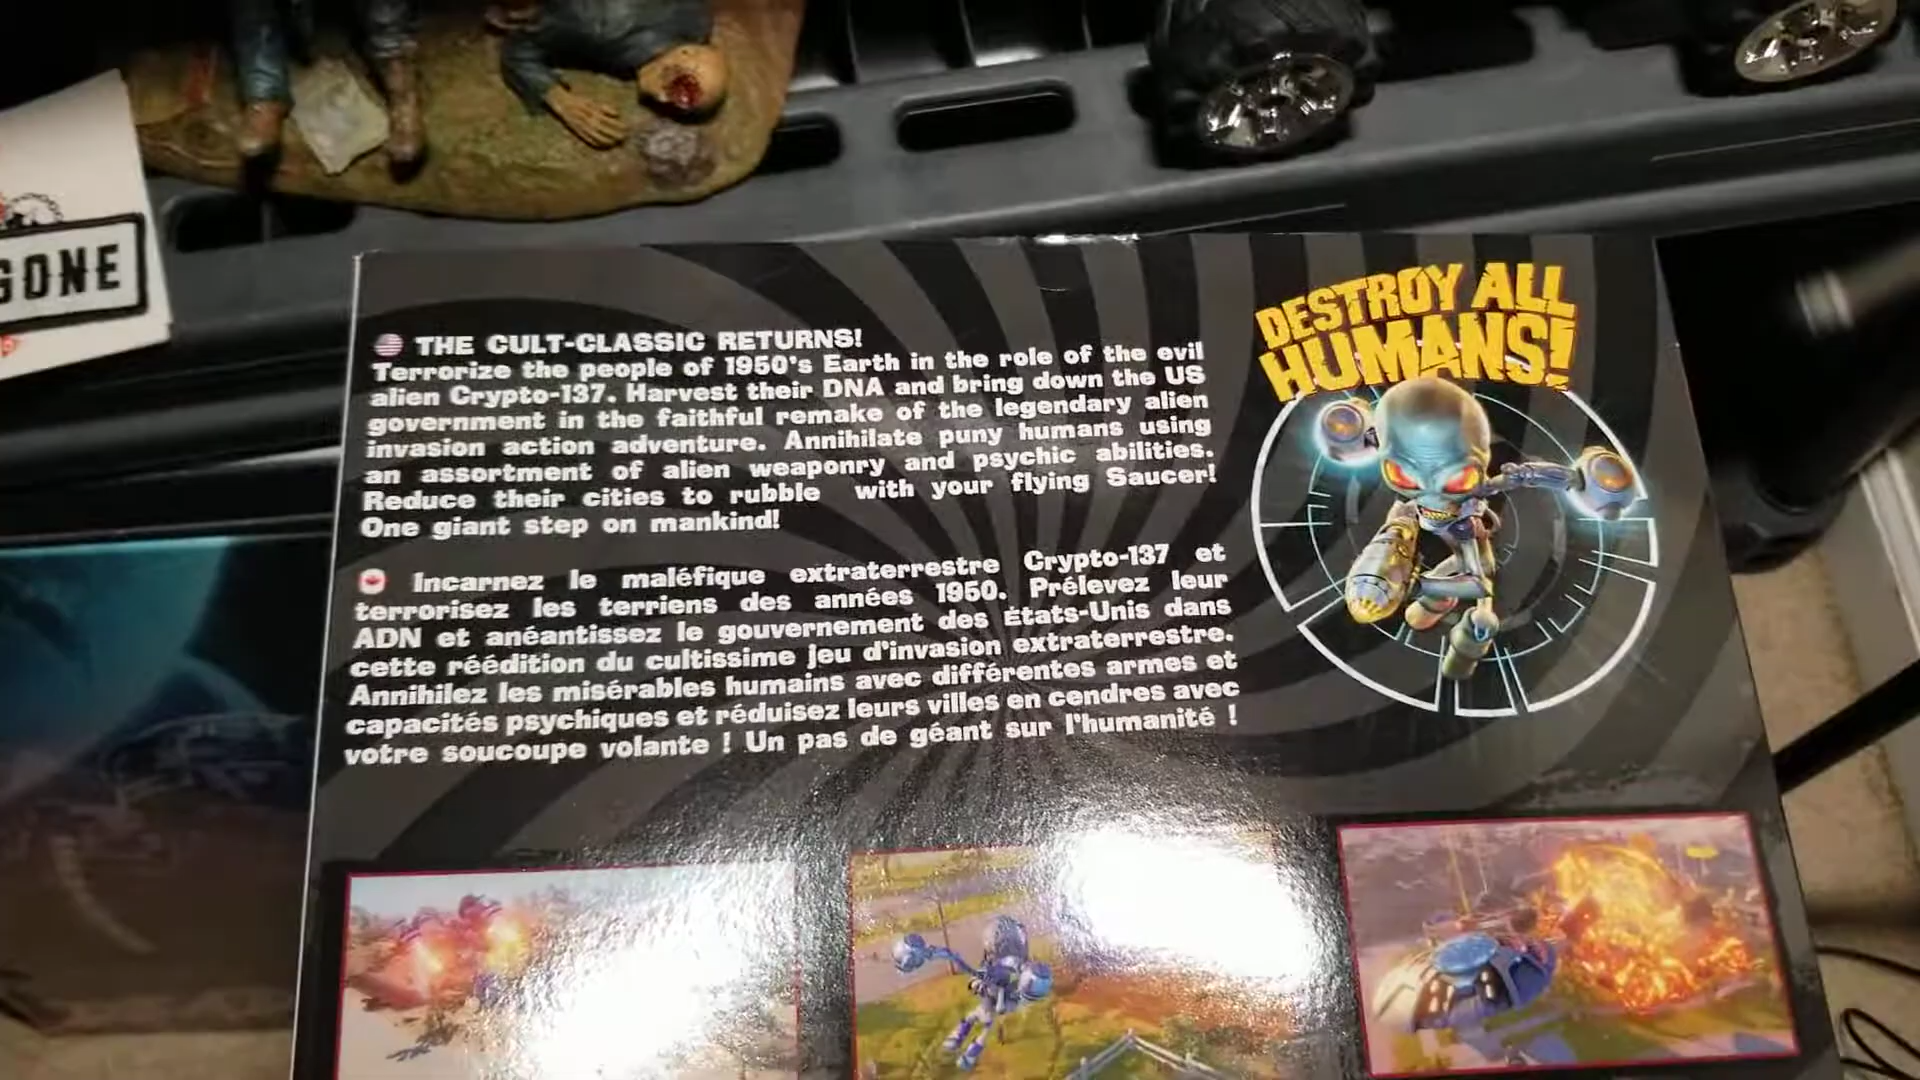 GONE
DESTROY ALL
HUMANS!
THE CULT-CLASSIC RETURNS!
Terrorize the people of 1950's Earth in the role of the evil
alien Crypto-137. Harvest their DNA and bring down the US
government in the faithful remake of the legendary alien
invasion action adventure. Annihilate puny humans using
an assortment of alien weaponry and psychic abilities.
Reduce their cities to rubble with your flying Saucer!
One giant step on mankind!
Incarnez le maléfique extraterrestre Crypto-137 et
terrorisez les terriens des années 1950. Prélevez leur
ADN et anéantissez le gouvernement des États-Unis dans
cette réédition du cultissime jeu d'invasion extraterrestre.
Annihilez les misérables humains avec différentes armes et
capacités psychiques et réduisez leurs villes en cendres avec
votre soucoupe volante ! Un pas de géant sur l'humanité !